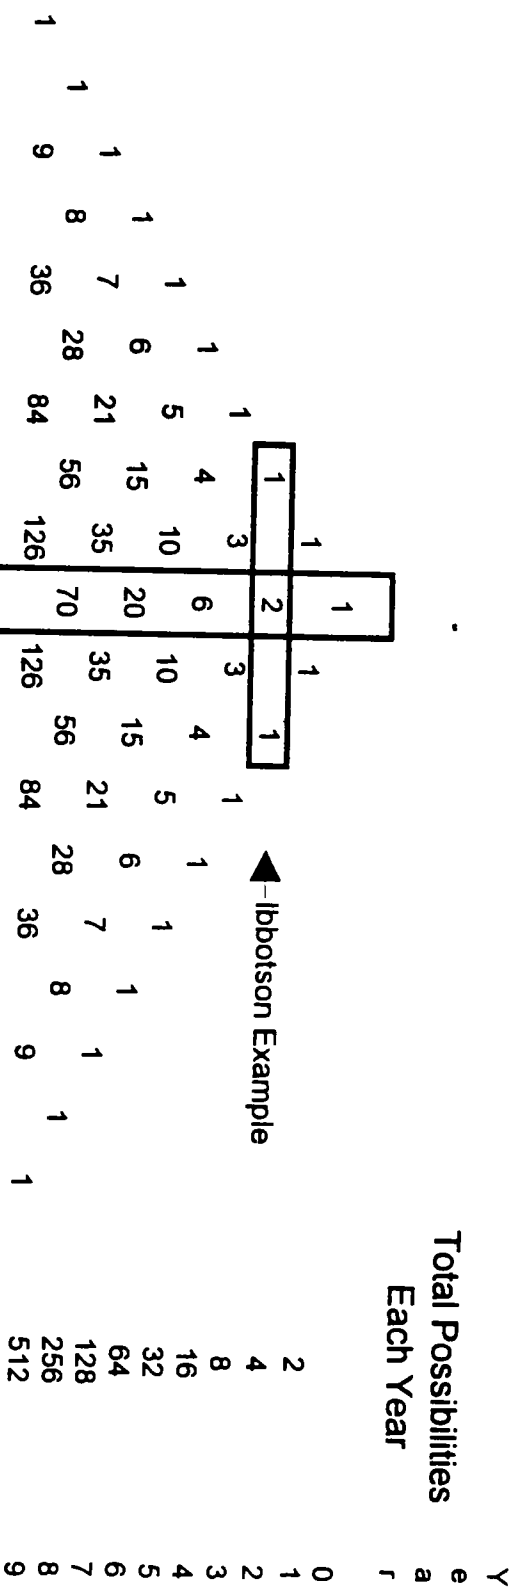 Y
e
Total Possibilities a
Each Year r
1 0
1 1 2 1
1 2 1 Ibbotson Example 4 2
1 3 3 1 8 3
1 4 6 4 1 16 4
1 5 10 10 5 1 32 5
1 6 15 20 15 6 1 64 6
1 7 21 35 35 21 7 1 128 7
1 8 28 56 70 56 28 8 1 256 8
1 9 36 84 126 126 84 36 9 1 512 9